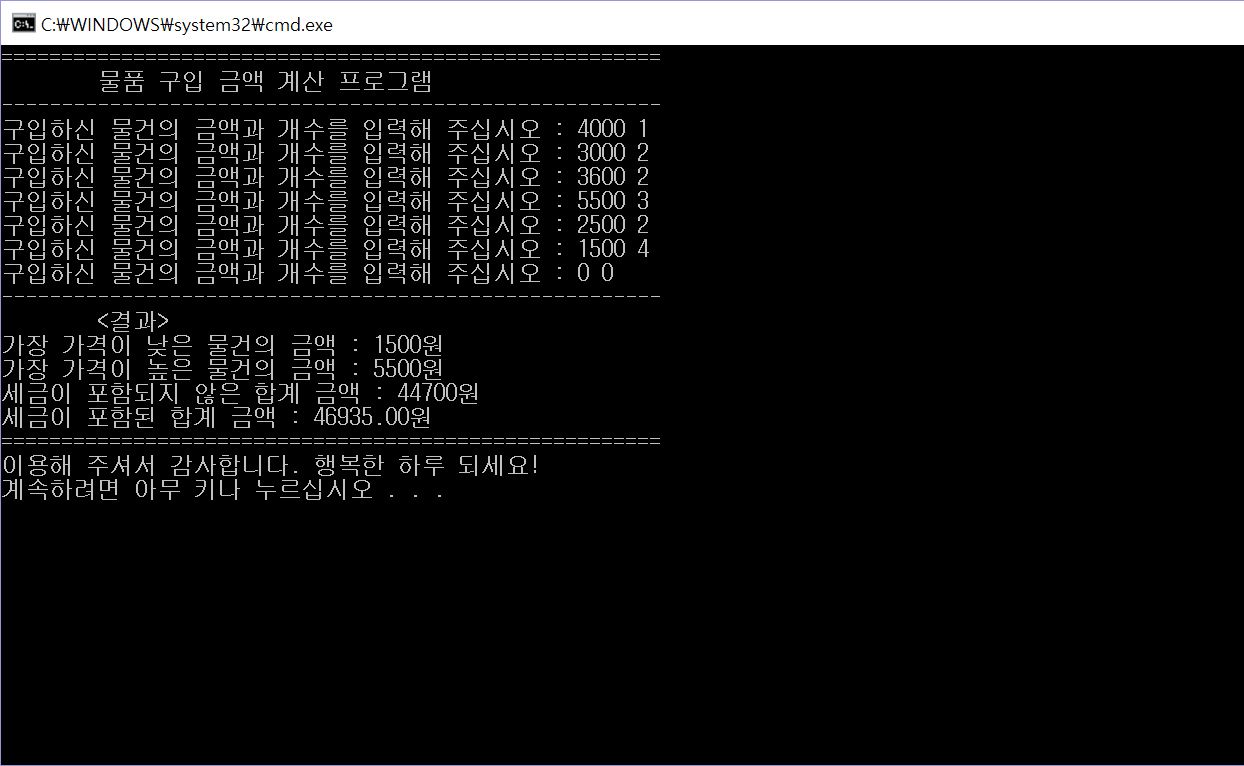 C:₩WINDOWS₩system32₩cmd.exe
=======================================================
물품 구입 금액 계산 프로그램
-------------------------------------------------------
구입하신 물건의 금액과 개수를 입력해 주십시오 : 4000 1
구입하신 물건의 금액과 개수를 입력해 주십시오 : 3000 2
구입하신 물건의 금액과 개수를 입력해 주십시오 : 3600 2
구입하신 물건의 금액과 개수를 입력해 주십시오 : 5500 3
구입하신 물건의 금액과 개수를 입력해 주십시오 : 2500 2
구입하신 물건의 금액과 개수를 입력해 주십시오 : 1500 4
구입하신 물건의 금액과 개수를 입력해 주십시오 : 0 0
-------------------------------------------------------
<결과>
가장 가격이 낮은 물건의 금액 : 1500원
가장 가격이 높은 물건의 금액 : 5500원
세금이 포함되지 않은 합계 금액 : 44700원
세금이 포함된 합계 금액 : 46935.00원
=======================================================
이용해 주셔서 감사합니다. 행복한 하루 되세요!
계속하려면 아무 키나 누르십시오 . . .